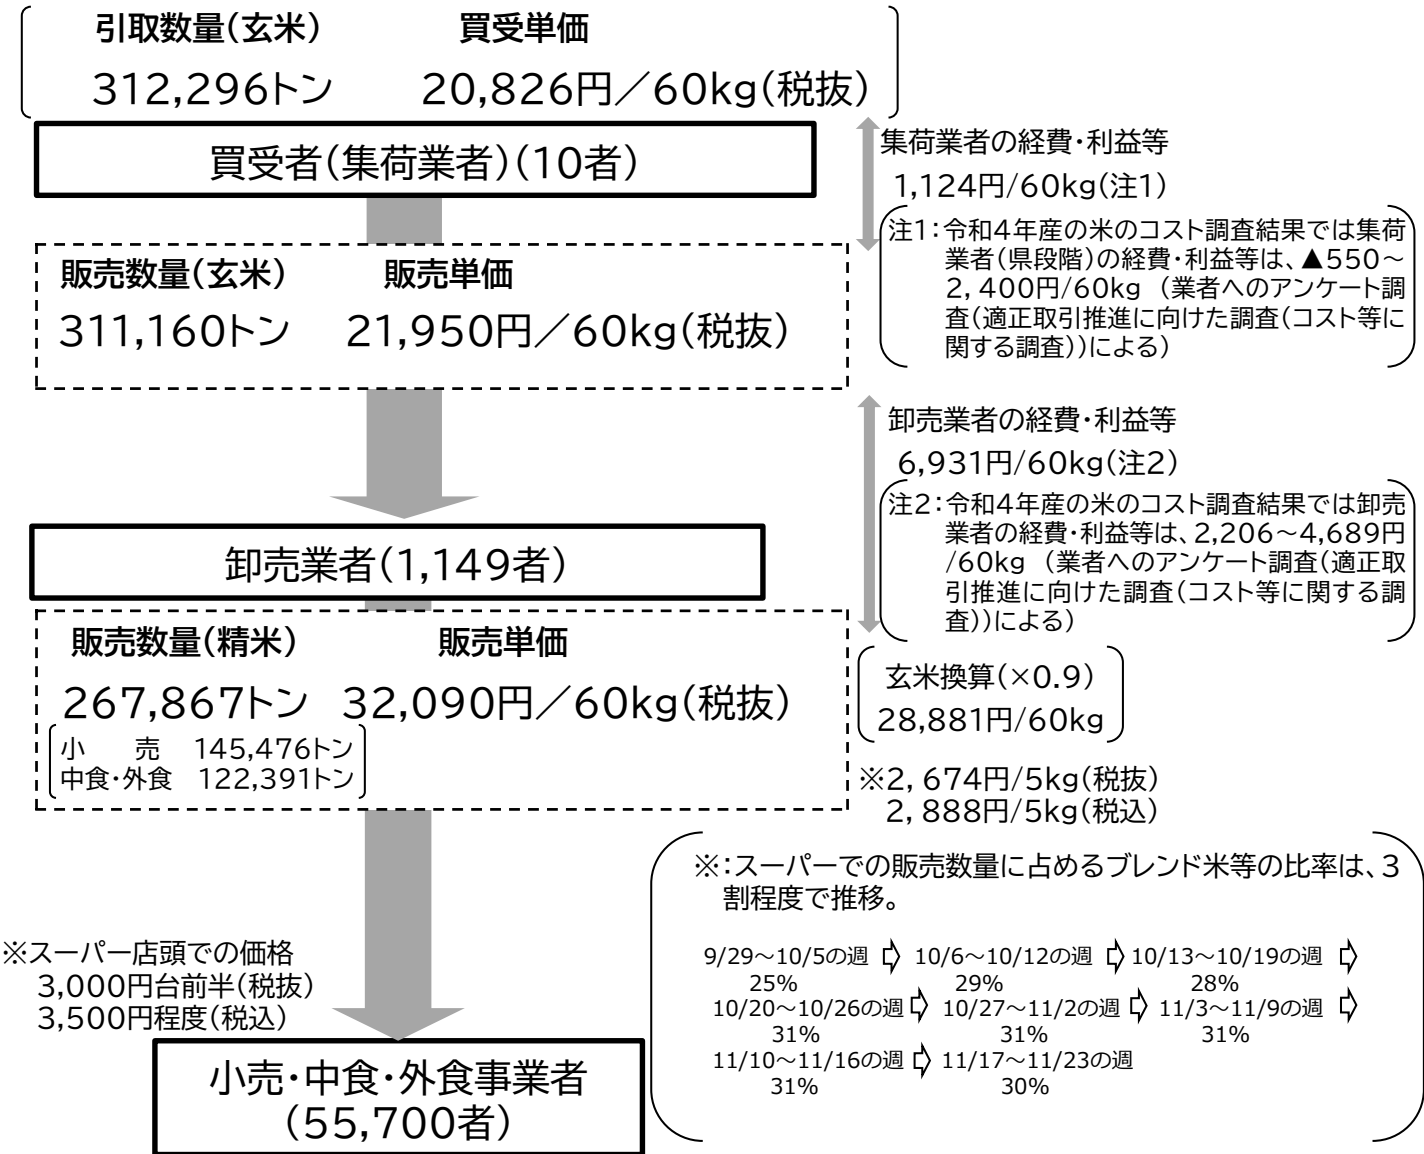 引取数量(玄米) 買受単価
312,296トン 20,826円／60kg(税抜)
買受者(集荷業者)(10者)
集荷業者の経費・利益等
1,124円/60kg(注1)
注1:令和4年産の米のコスト調査結果では集荷
業者(県段階)の経費・利益等は、▲550～
2,400円/60kg (業者へのアンケート調
査(適正取引推進に向けた調査(コスト等に
関する調査))による)
販売数量(玄米) 販売単価
311,160トン 21,950円／60kg(税抜)
卸売業者の経費・利益等
6,931円/60kg(注2)
注2:令和4年産の米のコスト調査結果では卸売
業者の経費・利益等は、2,206～4,689円
/60kg (業者へのアンケート調査(適正取
引推進に向けた調査(コスト等に関する調
査))による)
卸売業者(1,149者)
販売数量(精米) 販売単価
267,867トン 32,090円／60kg(税抜)
小 売 145,476トン
中食・外食 122,391トン
玄米換算(×0.9)
28,881円/60kg
※2,674円/5kg(税抜)
2,888円/5kg(税込)
※:スーパーでの販売数量に占めるブレンド米等の比率は、3
割程度で推移。
9/29～10/5の週 ⇨ 10/6～10/12の週 ⇨ 10/13～10/19の週 ⇨
25% 29% 28%
10/20～10/26の週 ⇨ 10/27～11/2の週 ⇨ 11/3～11/9の週 ⇨
31% 31% 31%
11/10～11/16の週 ⇨ 11/17～11/23の週
31% 30%
※スーパー店頭での価格
3,000円台前半(税抜)
3,500円程度(税込)
小売・中食・外食事業者
(55,700者)